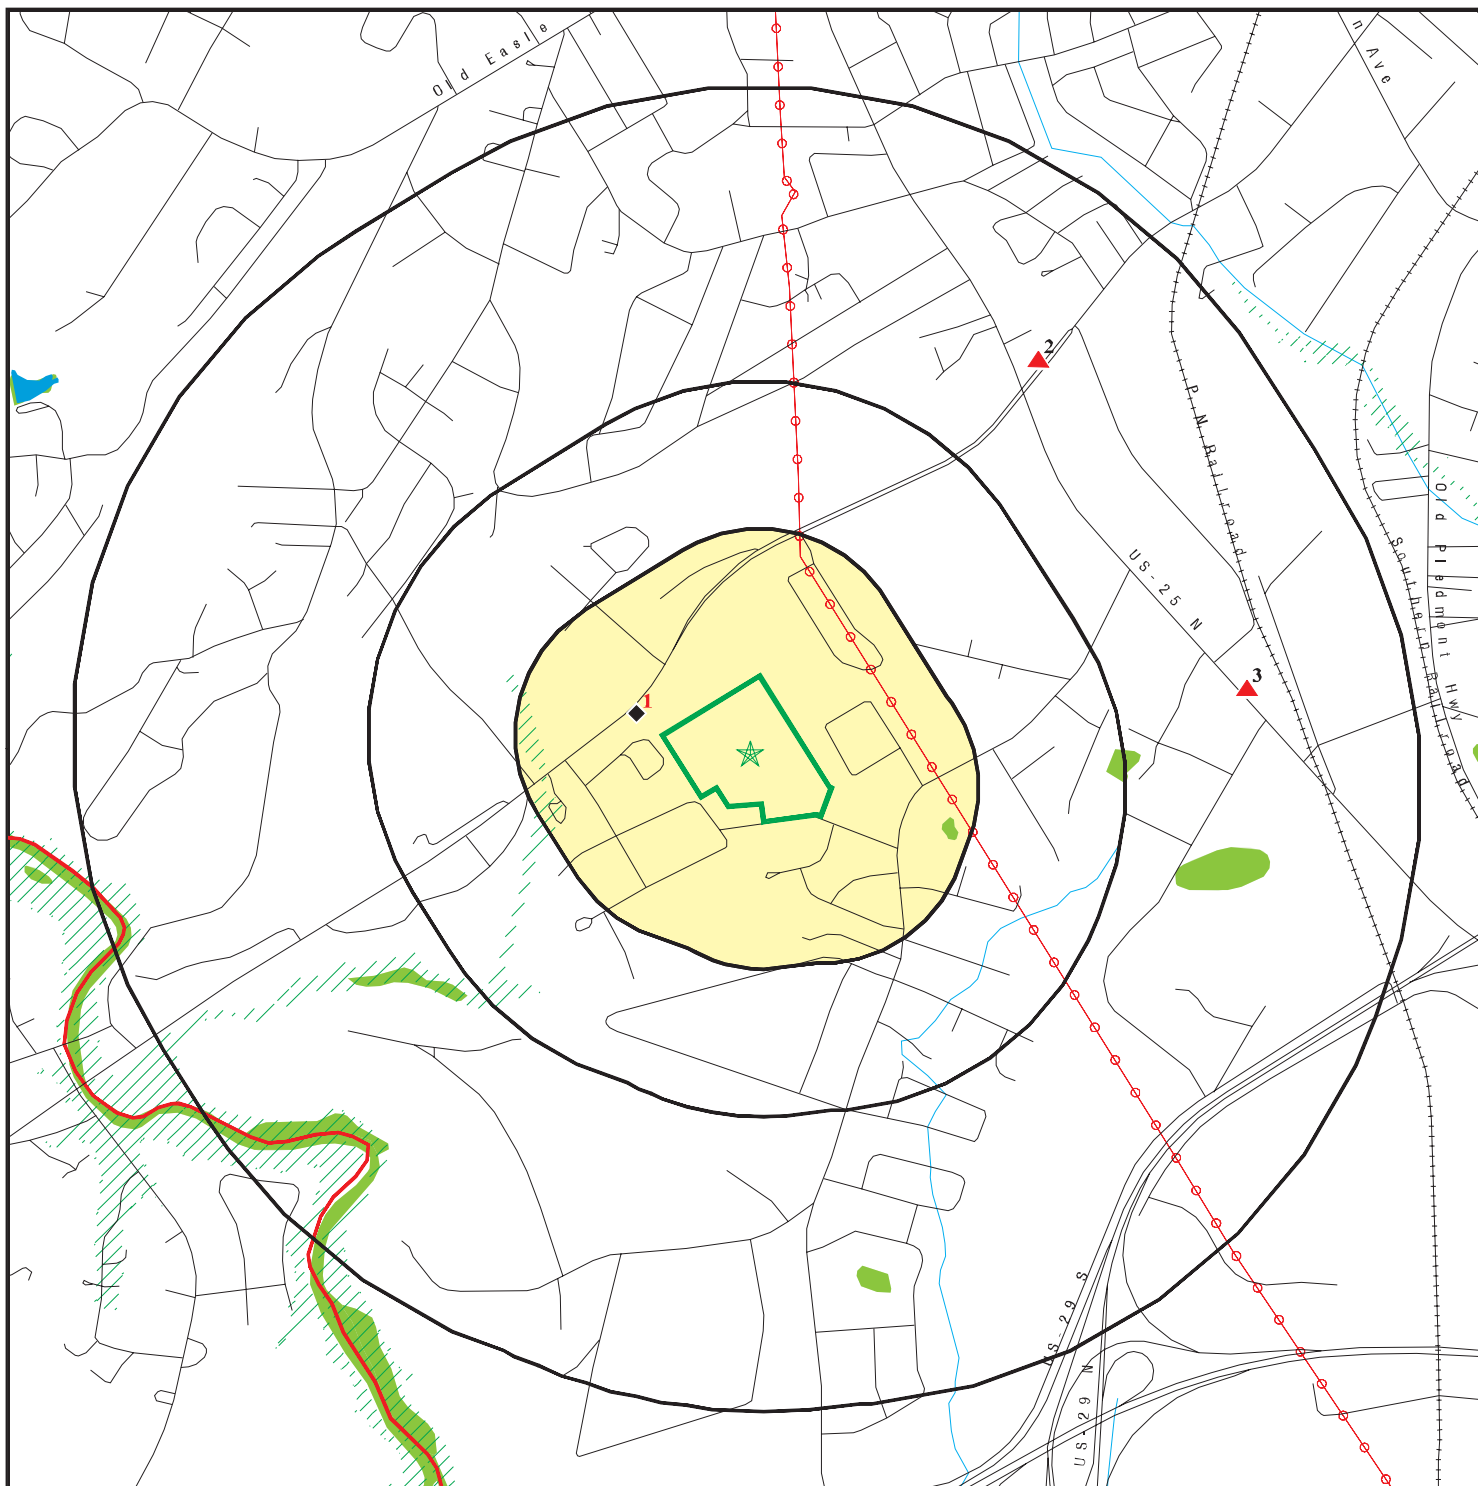 Old Easle
n Ave
2
P N Railroad
Old Piedmont Hwy
Southern Railroad
US-25 N
3
1
US-29 S
US-29 N